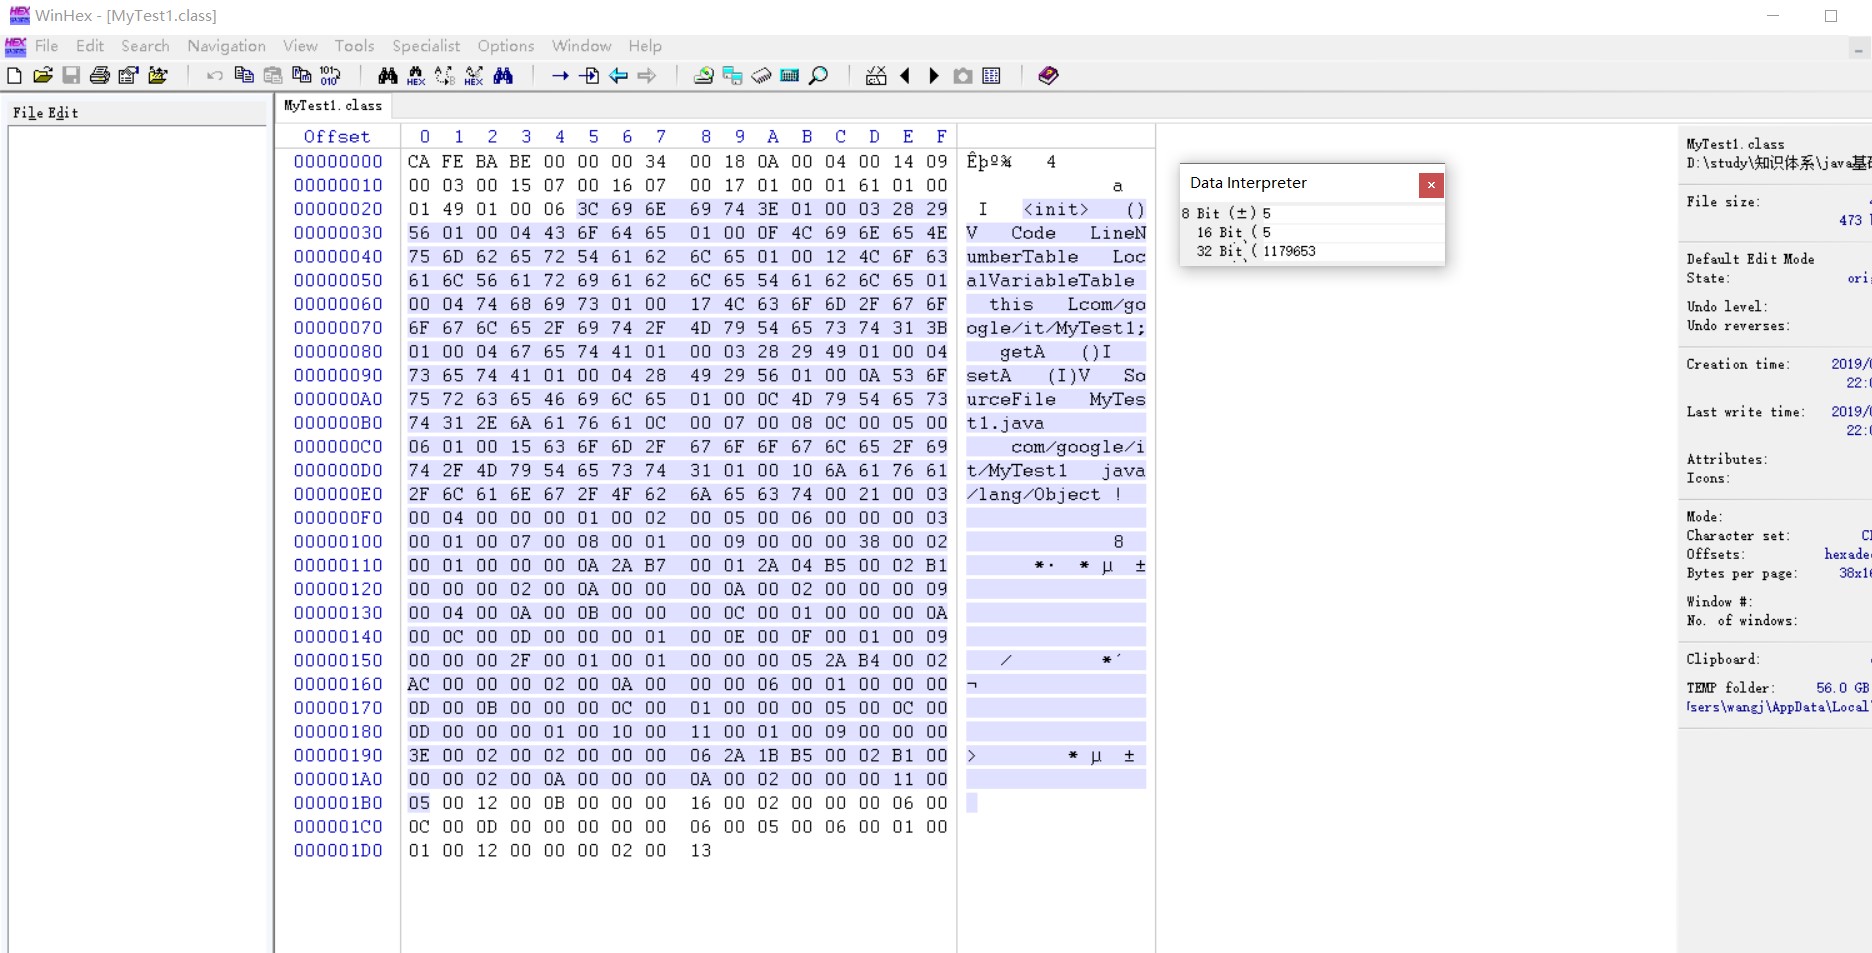 WinHex - [MyTest1.class]
File Edit Search Navigation View Tools Specialist Options Window Help
File Edit
MyTest1.class
Offset 0 1 2 3 4 5 6 7 8 9 A B C D E F
00000000 CA FE BA BE 00 00 00 34 00 18 0A 00 04 00 14 09 Êþº¾ 4
00000010 00 03 00 15 07 00 16 07 00 17 01 00 01 61 01 00 a
00000020 01 49 01 00 06 3C 69 6E 69 74 3E 01 00 03 28 29 I <init> ()
00000030 56 01 00 04 43 6F 64 65 01 00 0F 4C 69 6E 65 4E V Code LineN
00000040 75 6D 62 65 72 54 61 62 6C 65 01 00 12 4C 6F 63 umberTable Loc
00000050 61 6C 56 61 72 69 61 62 6C 65 54 61 62 6C 65 01 alVariableTable
00000060 00 04 74 68 69 73 01 00 17 4C 63 6F 6D 2F 67 6F this Lcom/go
00000070 6F 67 6C 65 2F 69 74 2F 4D 79 54 65 73 74 31 3B ogle/it/MyTest1;
00000080 01 00 04 67 65 74 41 01 00 03 28 29 49 01 00 04 getA ()I
00000090 73 65 74 41 01 00 04 28 49 29 56 01 00 0A 53 6F setA (I)V So
000000A0 75 72 63 65 46 69 6C 65 01 00 0C 4D 79 54 65 73 urceFile MyTes
000000B0 74 31 2E 6A 61 76 61 0C 00 07 00 08 0C 00 05 00 t1.java
000000C0 06 01 00 15 63 6F 6D 2F 67 6F 6F 67 6C 65 2F 69 com/google/i
000000D0 74 2F 4D 79 54 65 73 74 31 01 00 10 6A 61 76 61 t/MyTest1 java
000000E0 2F 6C 61 6E 67 2F 4F 62 6A 65 63 74 00 21 00 03 /lang/Object !
000000F0 00 04 00 00 00 01 00 02 00 05 00 06 00 00 00 03
00000100 00 01 00 07 00 08 00 01 00 09 00 00 00 38 00 02 8
00000110 00 01 00 00 00 0A 2A B7 00 01 2A 04 B5 00 02 B1 *· * µ ±
00000120 00 00 00 02 00 0A 00 00 00 0A 00 02 00 00 00 09
00000130 00 04 00 0A 00 0B 00 00 00 0C 00 01 00 00 00 0A
00000140 00 0C 00 0D 00 00 00 01 00 0E 00 0F 00 01 00 09
00000150 00 00 00 2F 00 01 00 01 00 00 00 05 2A B4 00 02 / *´
00000160 AC 00 00 00 02 00 0A 00 00 00 06 00 01 00 00 00 ¬
00000170 0D 00 0B 00 00 00 0C 00 01 00 00 00 05 00 0C 00
00000180 0D 00 00 00 01 00 10 00 11 00 01 00 09 00 00 00
00000190 3E 00 02 00 02 00 00 00 06 2A 1B B5 00 02 B1 00 > * µ ±
000001A0 00 00 02 00 0A 00 00 00 0A 00 02 00 00 00 11 00
000001B0 05 00 12 00 0B 00 00 00 16 00 02 00 00 00 06 00
000001C0 0C 00 0D 00 00 00 00 00 06 00 05 00 06 00 01 00
000001D0 01 00 12 00 00 00 02 00 13
Data Interpreter
8 Bit (±) 5
16 Bit ( 5
32 Bit ( 1179653
MyTest1.class
D:\study\知识体系\java基
File size:
473
Default Edit Mode
State: ori
Undo level:
Undo reverses:
Creation time: 2019/
22:
Last write time: 2019/
22:
Attributes:
Icons:
Mode:
Character set:
Offsets: hexade
Bytes per page: 38x1
Window #:
No. of windows:
Clipboard:
TEMP folder: 56.0 GB
sers\wangj\AppData\Local